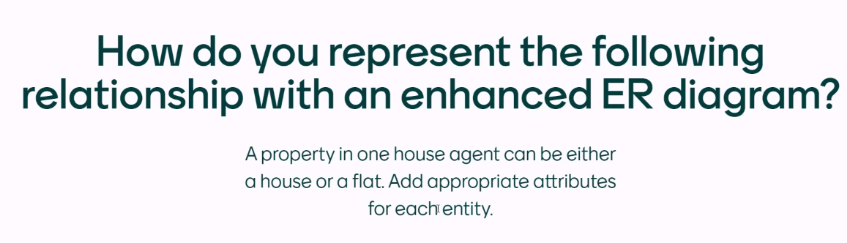 How do you represent the following
relationship with an enhanced ER diagram?
A property in one house agent can be either
a house or a flat. Add appropriate attributes
for each entity.